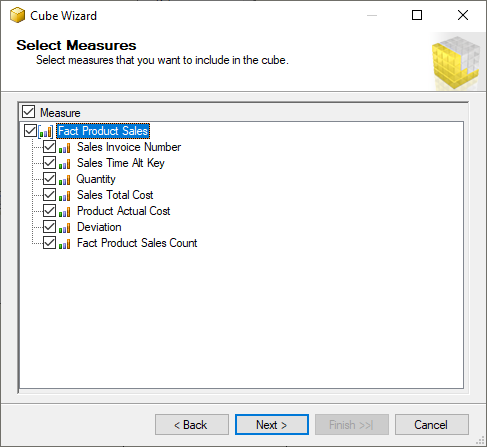 Cube Wizard
Select Measures
Select measures that you want to include in the cube.
Measure
Fact Product Sales
Sales Invoice Number
Sales Time Alt Key
Quantity
Sales Total Cost
Product Actual Cost
Deviation
Fact Product Sales Count
< Back
Next >
Finish >>|
Cancel